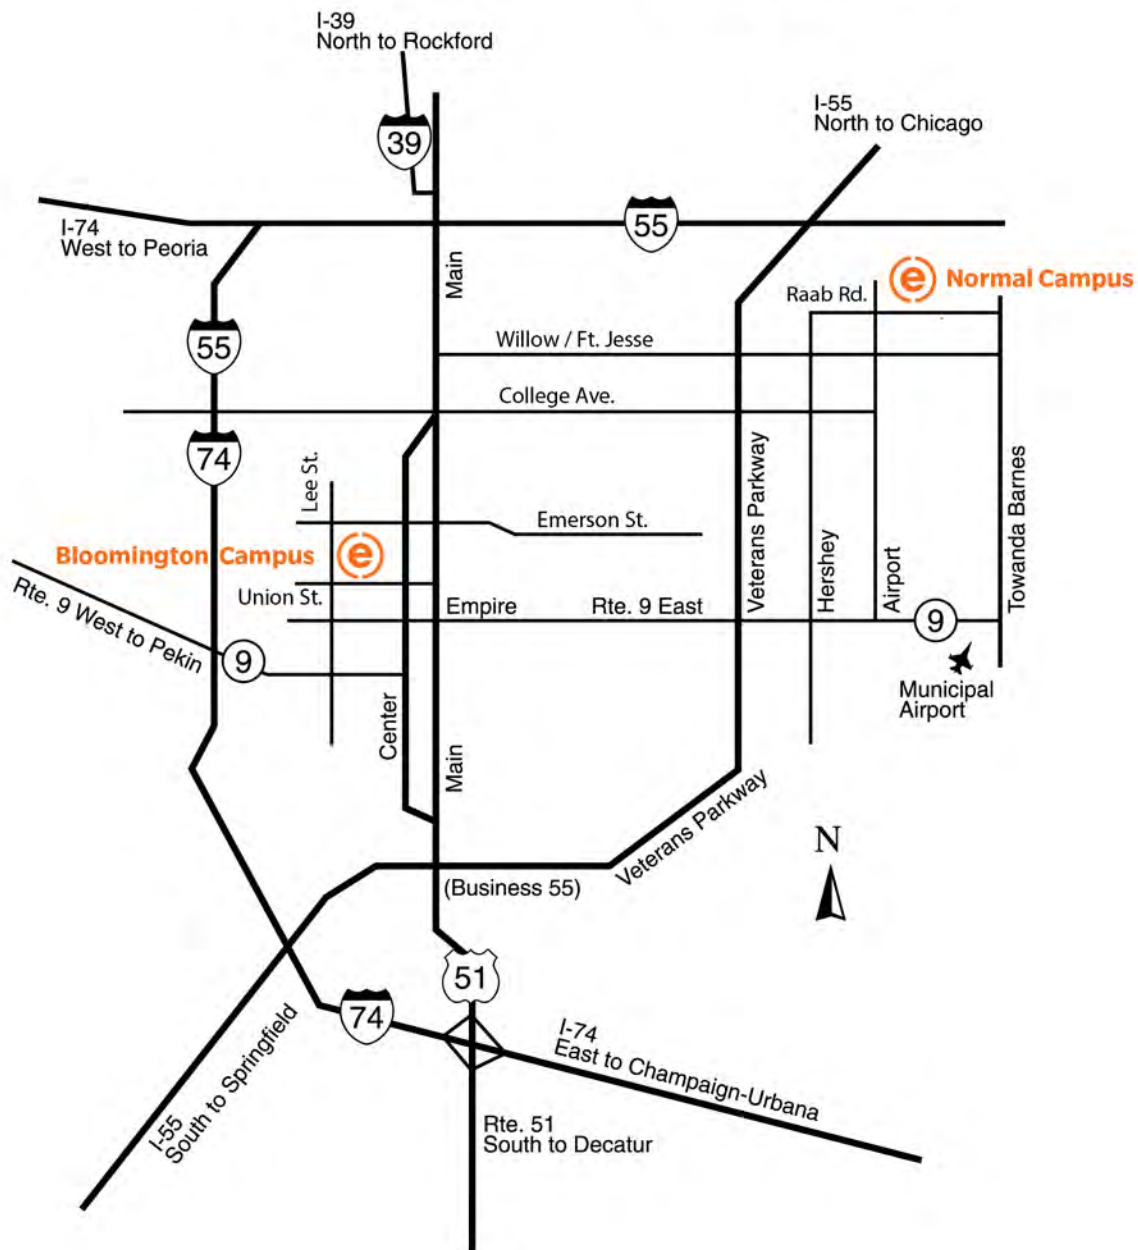 I-39
North to Rockford
I-55
North to Chicago
39
I-74
West to Peoria
55
Main
e Normal Campus
Raab Rd.
55
Willow / Ft. Jesse
College Ave.
74
Lee St.
Veterans Parkway
Hershey
Airport
Towanda Barnes
Emerson St.
Bloomington Campus e
Union St.
Empire
Rte. 9 East
9
Rte. 9 West to Pekin
9
Municipal
Airport
Center
Main
Veterans Parkway
N
(Business 55)
51
74
I-55
South to Springfield
I-74
East to Champaign-Urbana
Rte. 51
South to Decatur